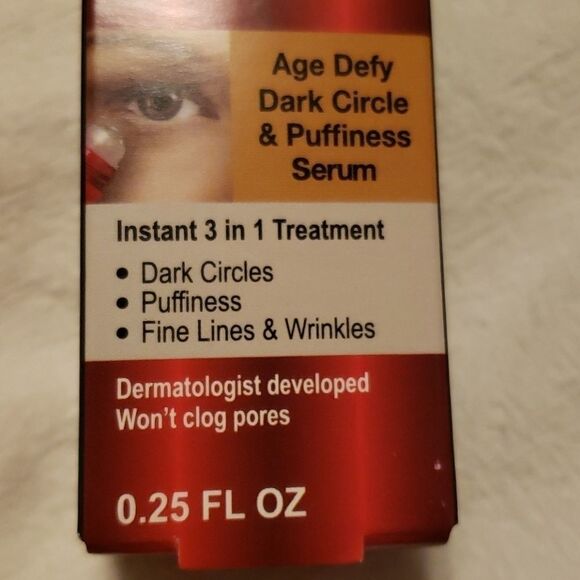 Age Defy
Dark Circle
& Puffiness
Serum
Instant 3 in 1 Treatment
• Dark Circles
• Puffiness
• Fine Lines & Wrinkles
Dermatologist developed
Won't clog pores
0.25 FL OZ